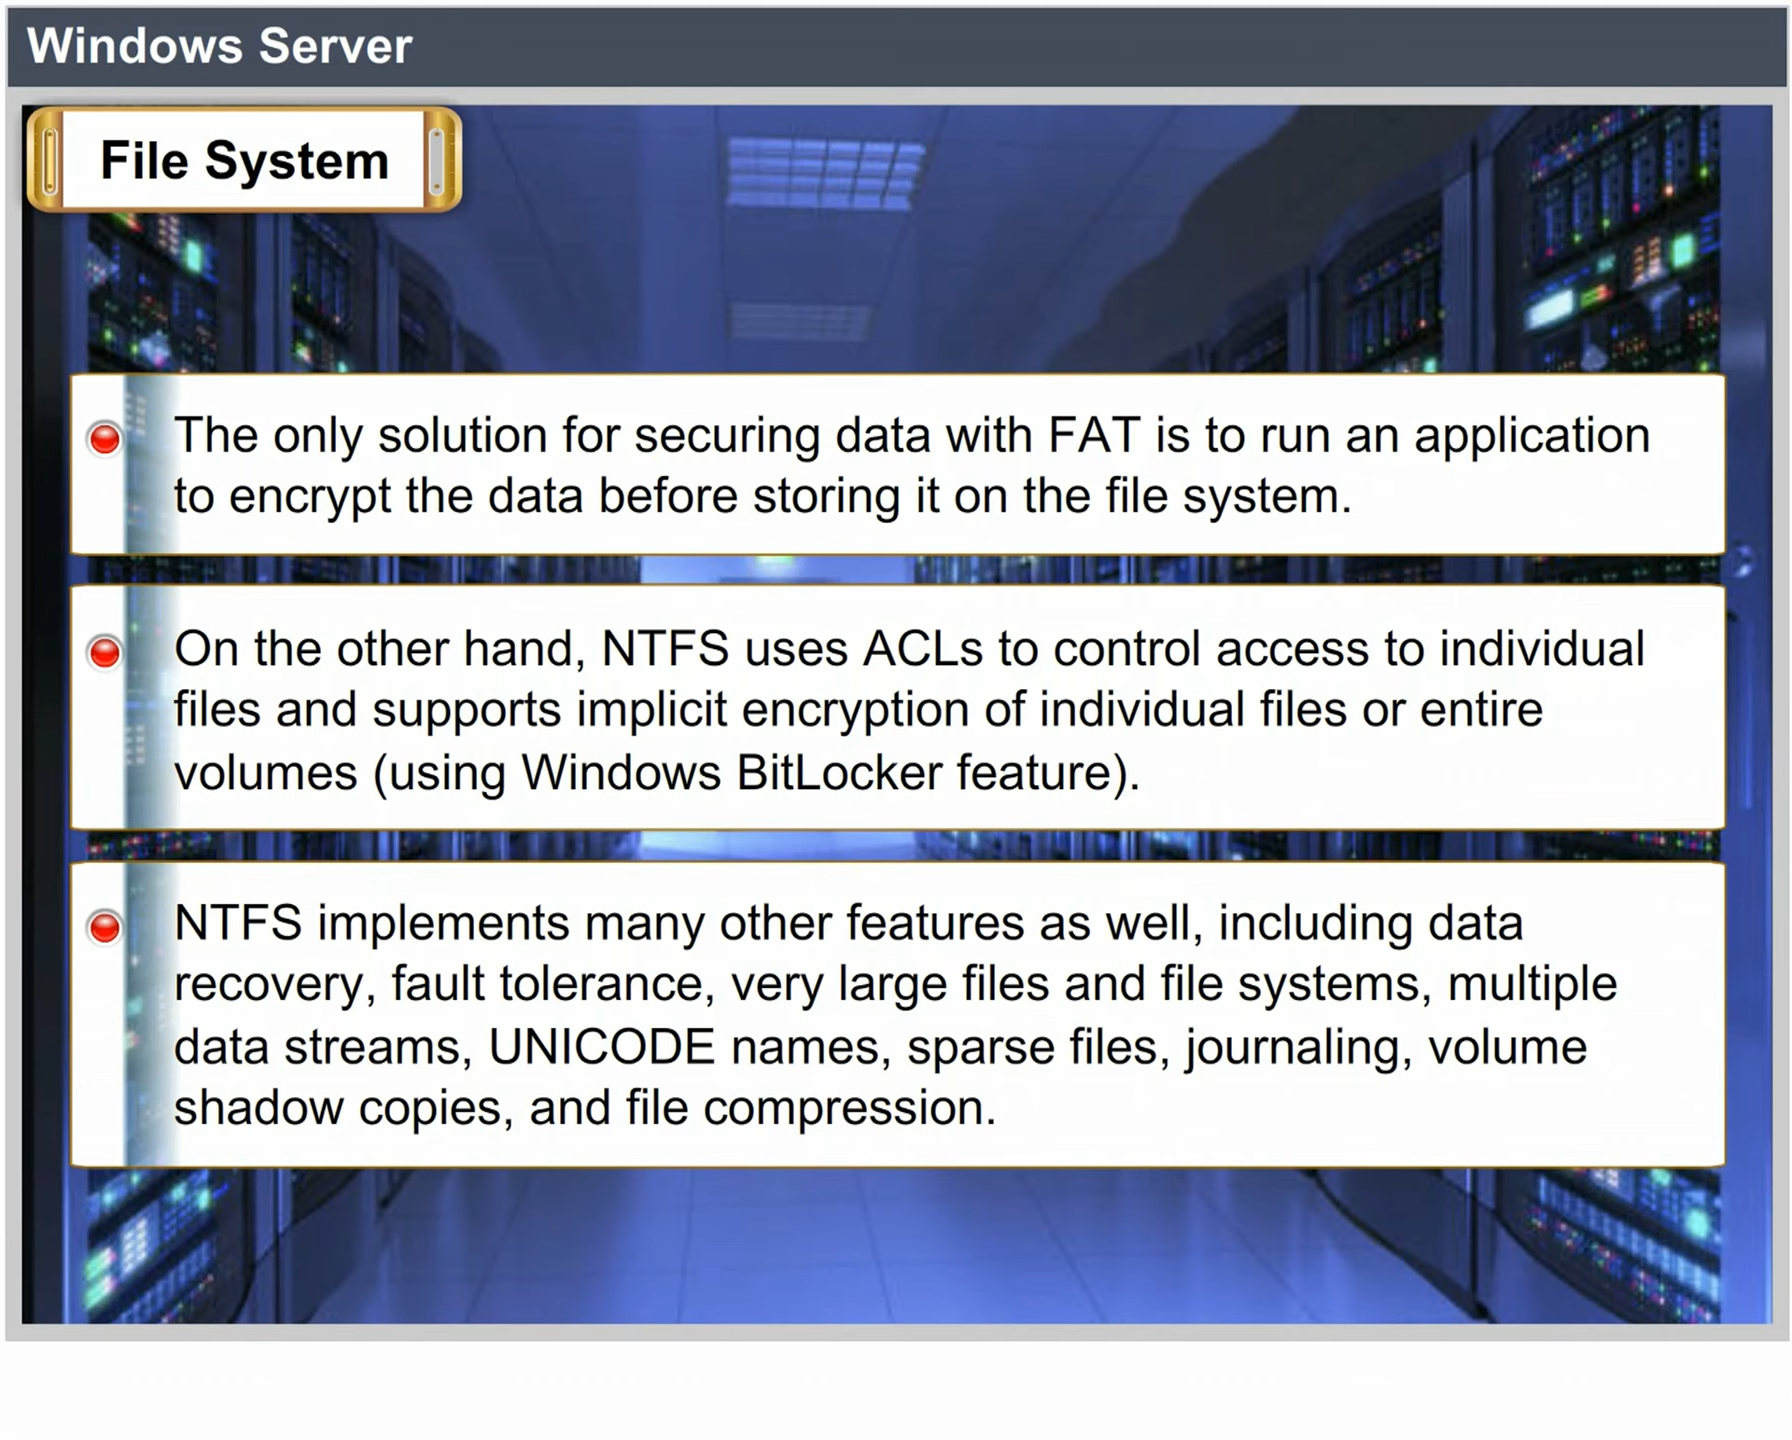 Windows Server
File System
The only solution for securing data with FAT is to run an application
to encrypt the data before storing it on the file system.
On the other hand, NTFS uses ACLs to control access to individual
files and supports implicit encryption of individual files or entire
volumes (using Windows BitLocker feature).
NTFS implements many other features as well, including data
recovery, fault tolerance, very large files and file systems, multiple
data streams, UNICODE names, sparse files, journaling, volume
shadow copies, and file compression.